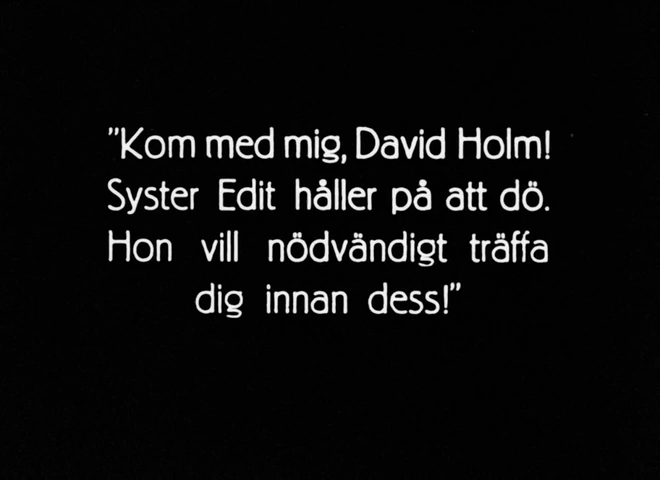 "Kom med mig, David Holm!
Syster Edit håller på att dö.
Hon vill nödvändigt träffa
dig innan dess!"